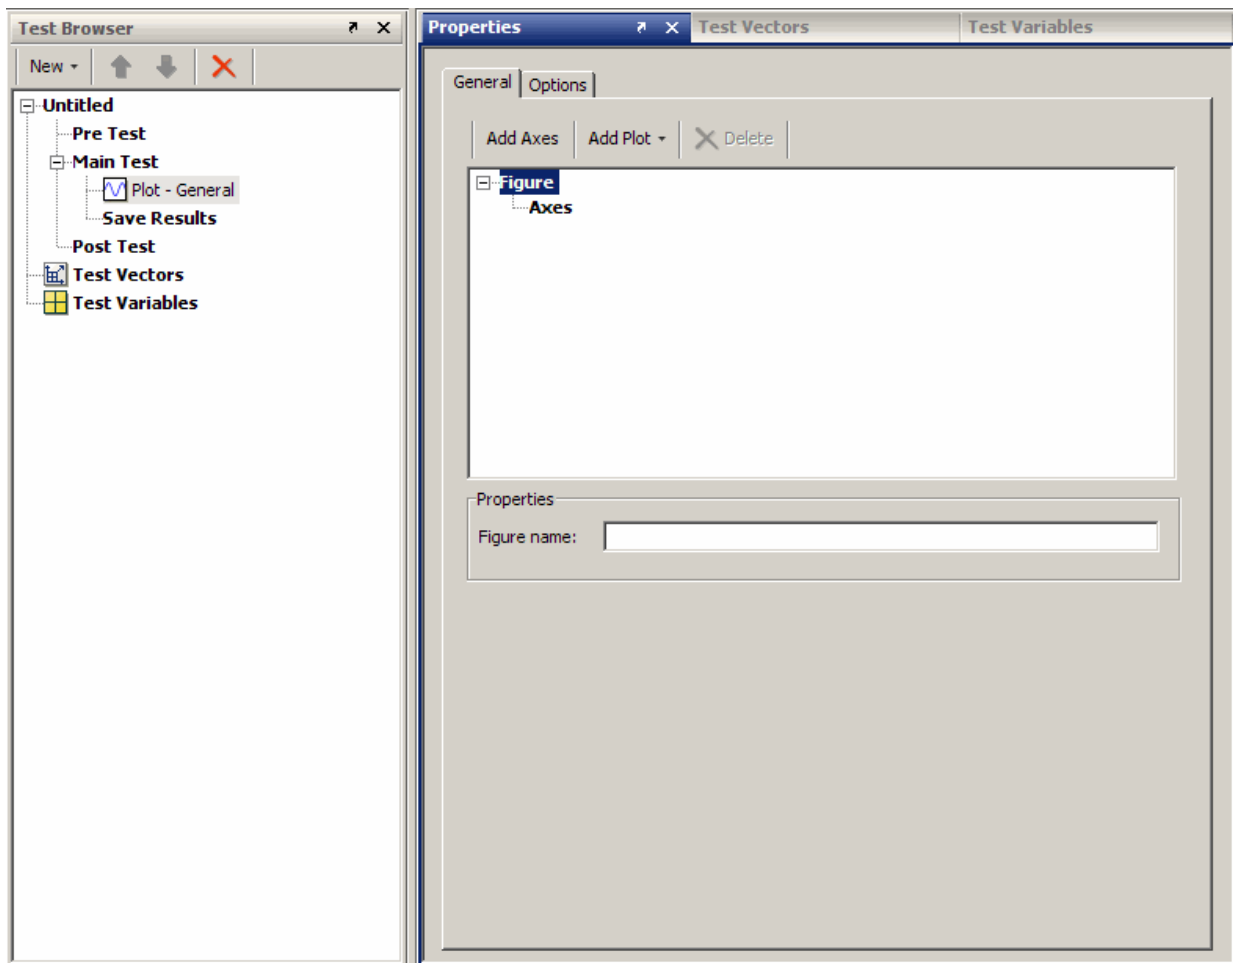 Test Browser
New
Untitled
Pre Test
Main Test
Plot - General
Save Results
Post Test
Test Vectors
Test Variables
Properties
Test Vectors
Test Variables
General
Options
Add Axes
Add Plot
Delete
Figure
Axes
Properties
Figure name: